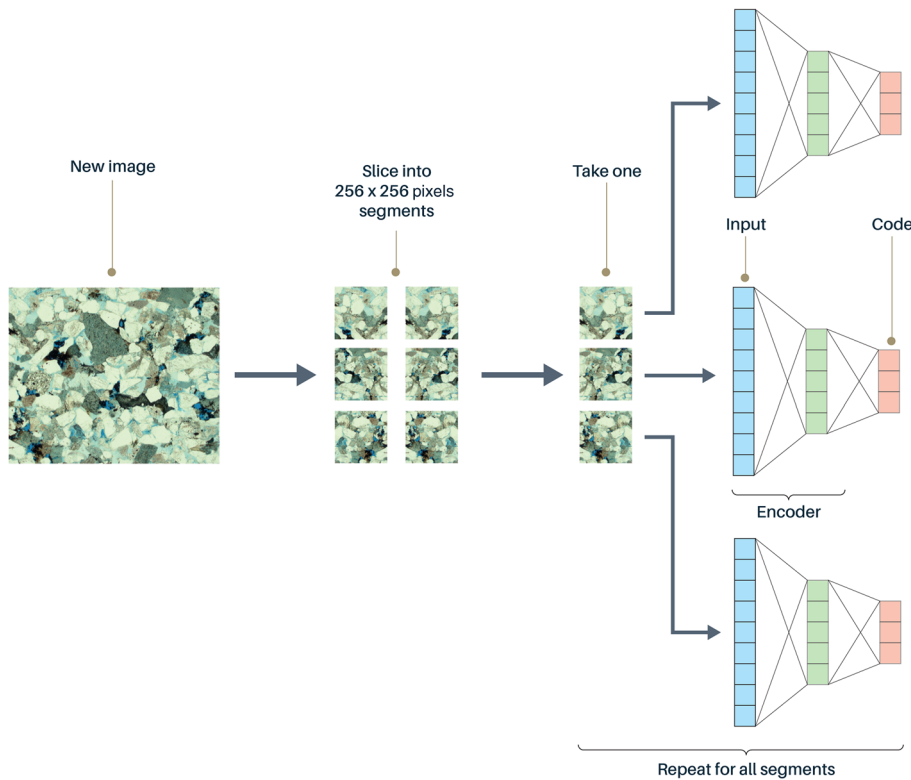 New image
Slice into
256 x 256 pixels
segments
Take one
Input
Code
Encoder
Repeat for all segments